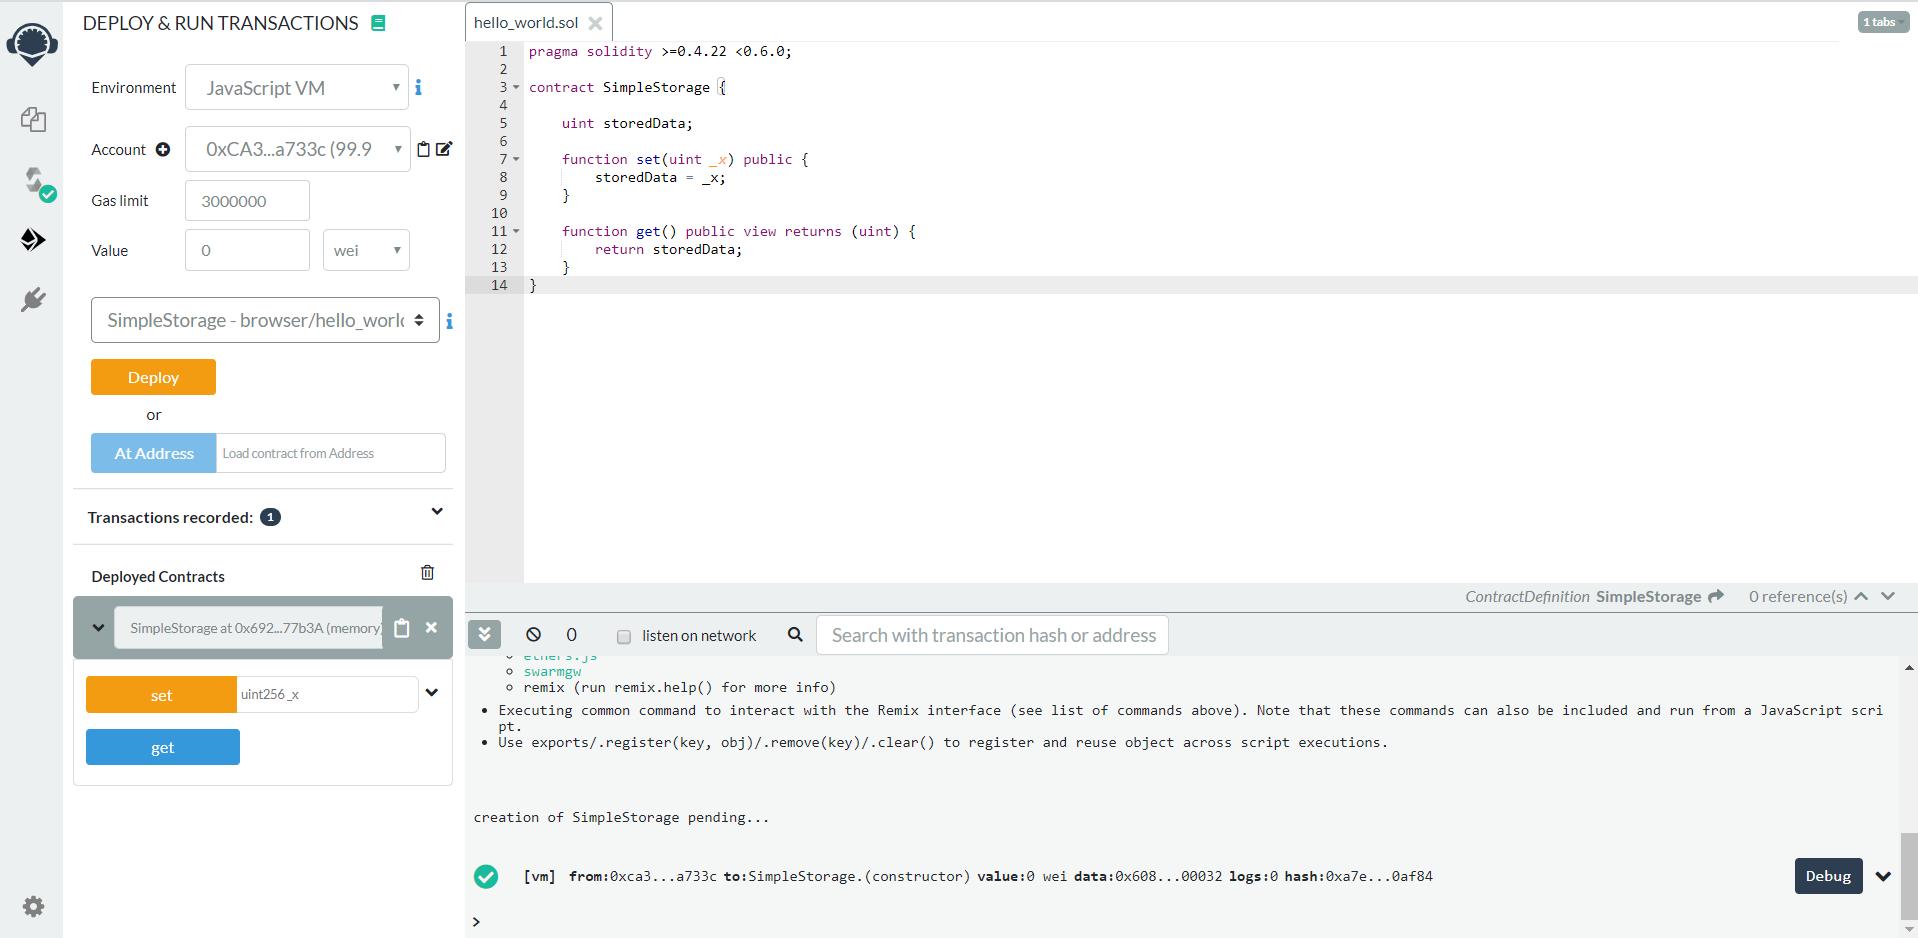 DEPLOY & RUN TRANSACTIONS
Environment
JavaScript VM
Account
0xCA3...a733c (99.9
Gas limit
3000000
Value
0
wei
SimpleStorage - browser/hello_worl
Deploy
or
At Address
Load contract from Address
Transactions recorded: 1
Deployed Contracts
SimpleStorage at 0x692...77b3A (memory)
set
uint256 _x
get
hello_world.sol
1 tabs
1 pragma solidity >=0.4.22 <0.6.0;
2
3 contract SimpleStorage {
4
5 uint storedData;
6
7 function set(uint _x) public {
8 storedData = _x;
9 }
10
11 function get() public view returns (uint) {
12 return storedData;
13 }
14 }
ContractDefinition SimpleStorage 0 reference(s)
0
listen on network
Search with transaction hash or address
ethers.js
swarmgw
remix (run remix.help() for more info)
Executing common command to interact with the Remix interface (see list of commands above). Note that these commands can also be included and run from a JavaScript scri
pt.
Use exports/.register(key, obj)/.remove(key)/.clear() to register and reuse object across script executions.
creation of SimpleStorage pending...
[vm] from:0xca3...a733c to:SimpleStorage.(constructor) value:0 wei data:0x608...00032 logs:0 hash:0xa7e...0af84
Debug
>